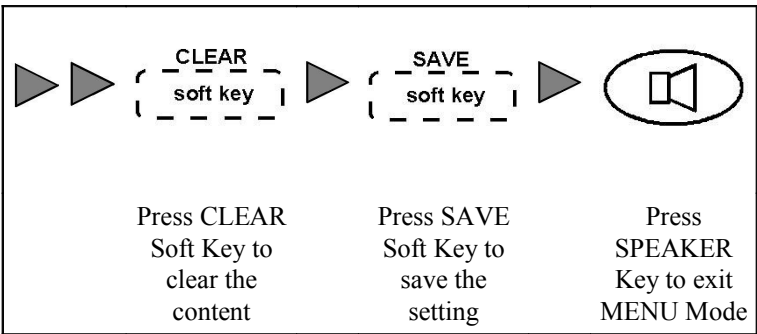 CLEAR
soft key
SAVE
soft key
Press CLEAR
Soft Key to
clear the
content
Press SAVE
Soft Key to
save the
setting
Press
SPEAKER
Key to exit
MENU Mode